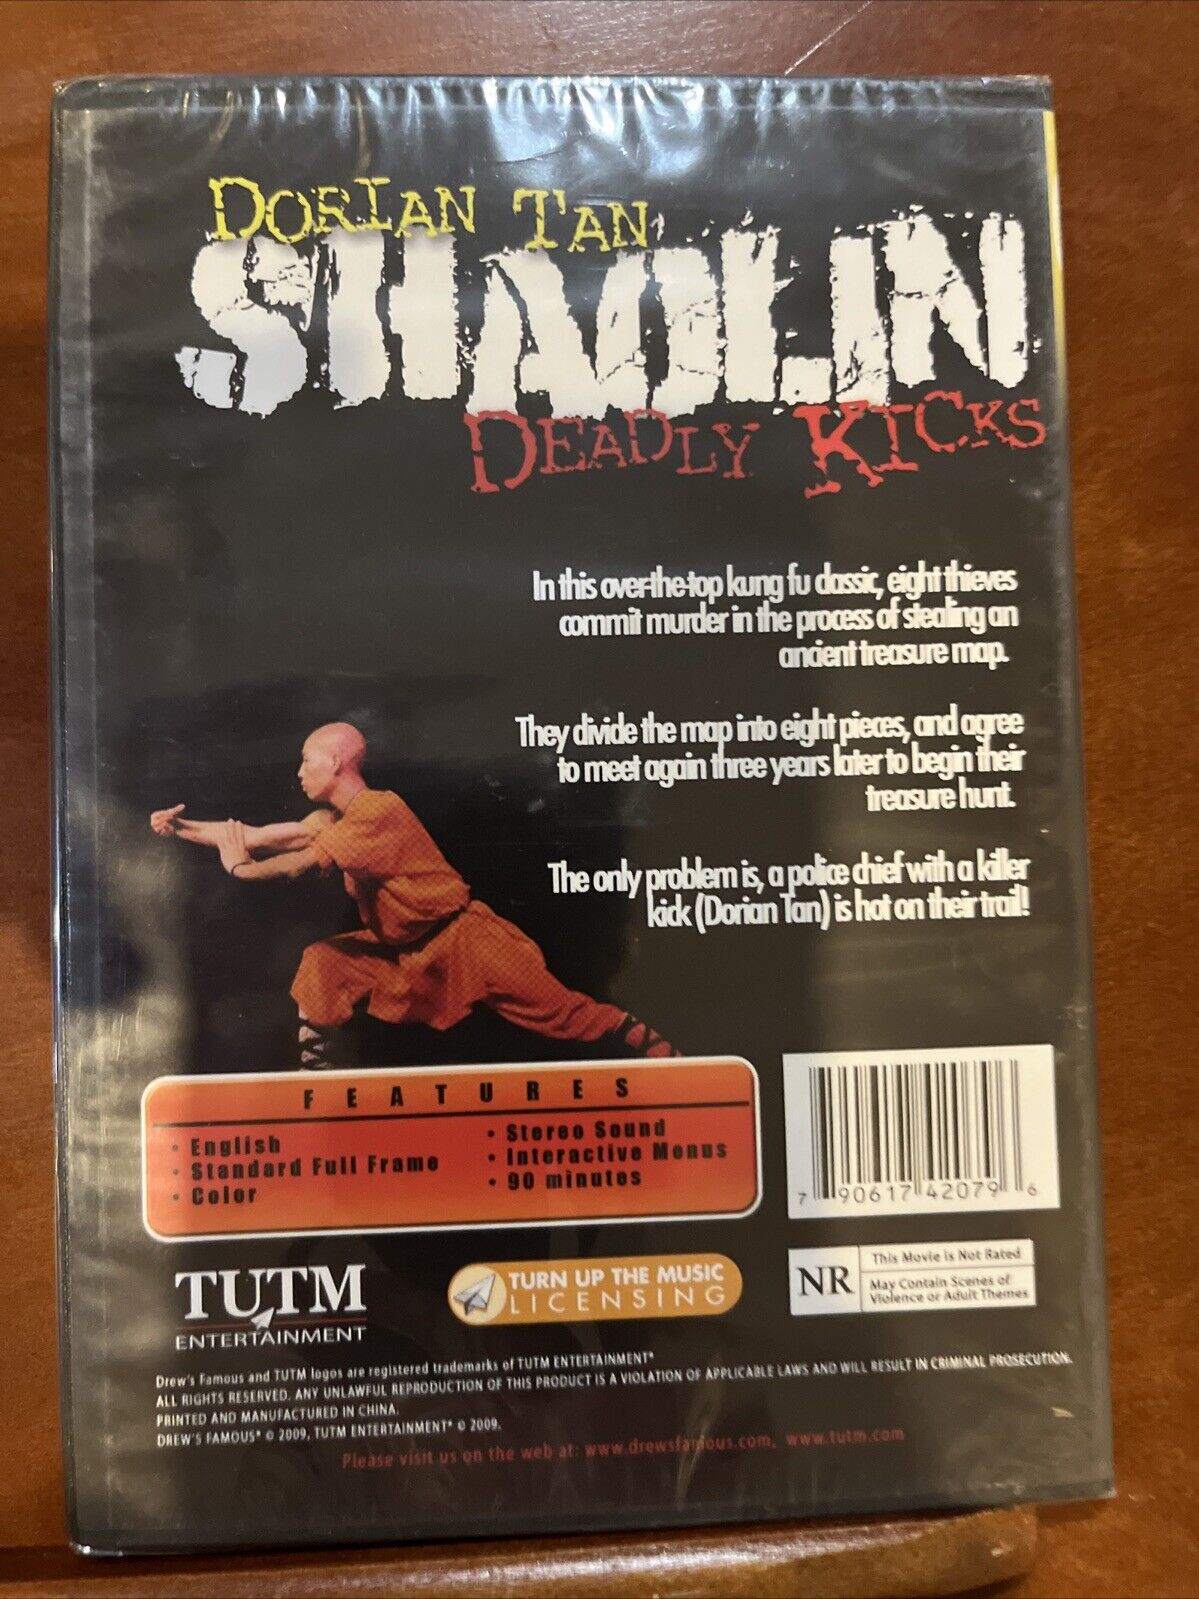 DORIAN TAN
SHAOLIN
DEADLY KICKS
In this over-the-top kung fu classic, eight thieves
commit murder in the process of stealing an
ancient treasure map.
They divide the map into eight pieces, and agree
to meet again three years later to begin their
treasure hunt.
The only problem is, a police chief with a killer
kick (Dorian Tan) is hot on their trail!
FEATURES
• English
• Standard Full Frame
• Color
• Stereo Sound
• Interactive Menus
• 90 minutes
7 90617 42079 6
NR
This Movie is Not Rated
May Contain Scenes of
Violence or Adult Themes
TUTM
ENTERTAINMENT
TURN UP THE MUSIC
LICENSING
Drew's Famous and TUTM logos are registered trademarks of TUTM ENTERTAINMENT®
ALL RIGHTS RESERVED. ANY UNLAWFUL REPRODUCTION OF THIS PRODUCT IS A VIOLATION OF APPLICABLE LAWS AND WILL RESULT IN CRIMINAL PROSECUTION.
PRINTED AND MANUFACTURED IN CHINA.
DREW'S FAMOUS® © 2009, TUTM ENTERTAINMENT® © 2009.
Please visit us on the web at: www.drewsfamous.com, www.tutm.com